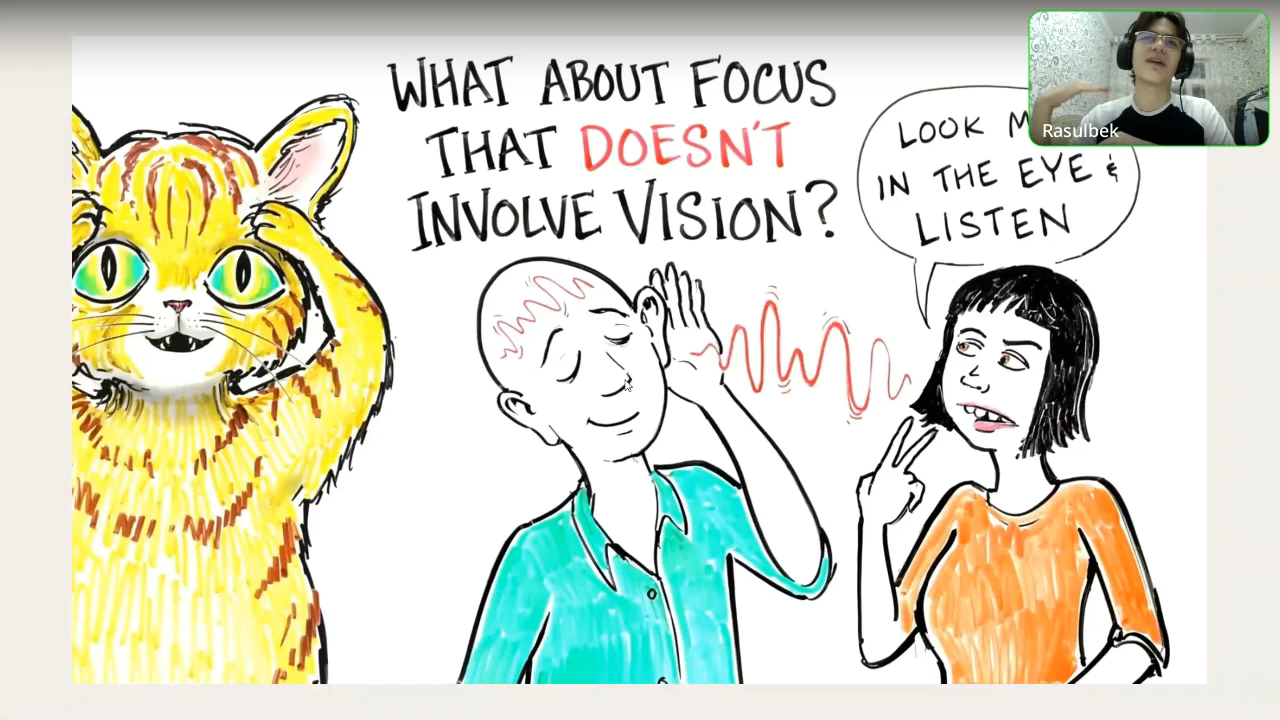 WHAT ABOUT FOCUS
THAT DOESN'T
INVOLVE VISION?
LOOK
IN THE EYE &
LISTEN
Rasulbek